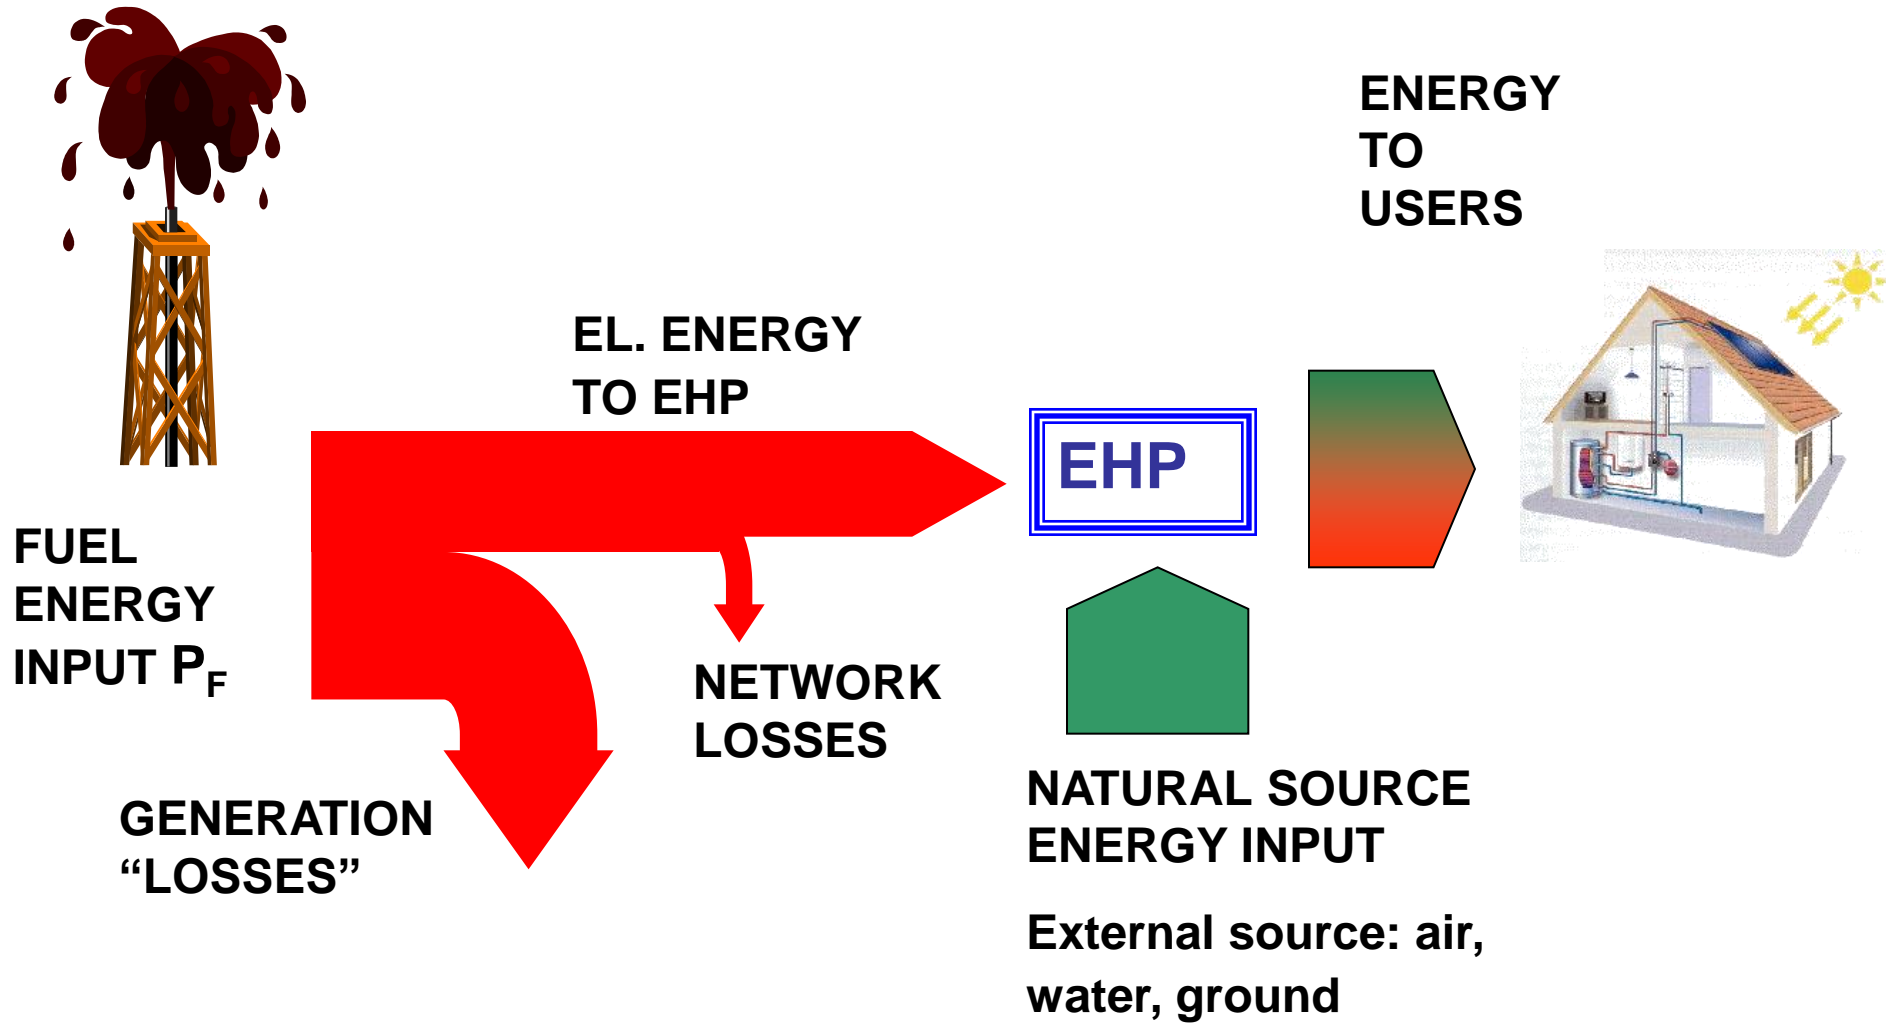 ENERGY
TO
USERS
EL. ENERGY
TO EHP
EHP
FUEL
ENERGY
INPUT P_F
NETWORK
LOSSES
GENERATION
“LOSSES”
NATURAL SOURCE
ENERGY INPUT
External source: air,
water, ground